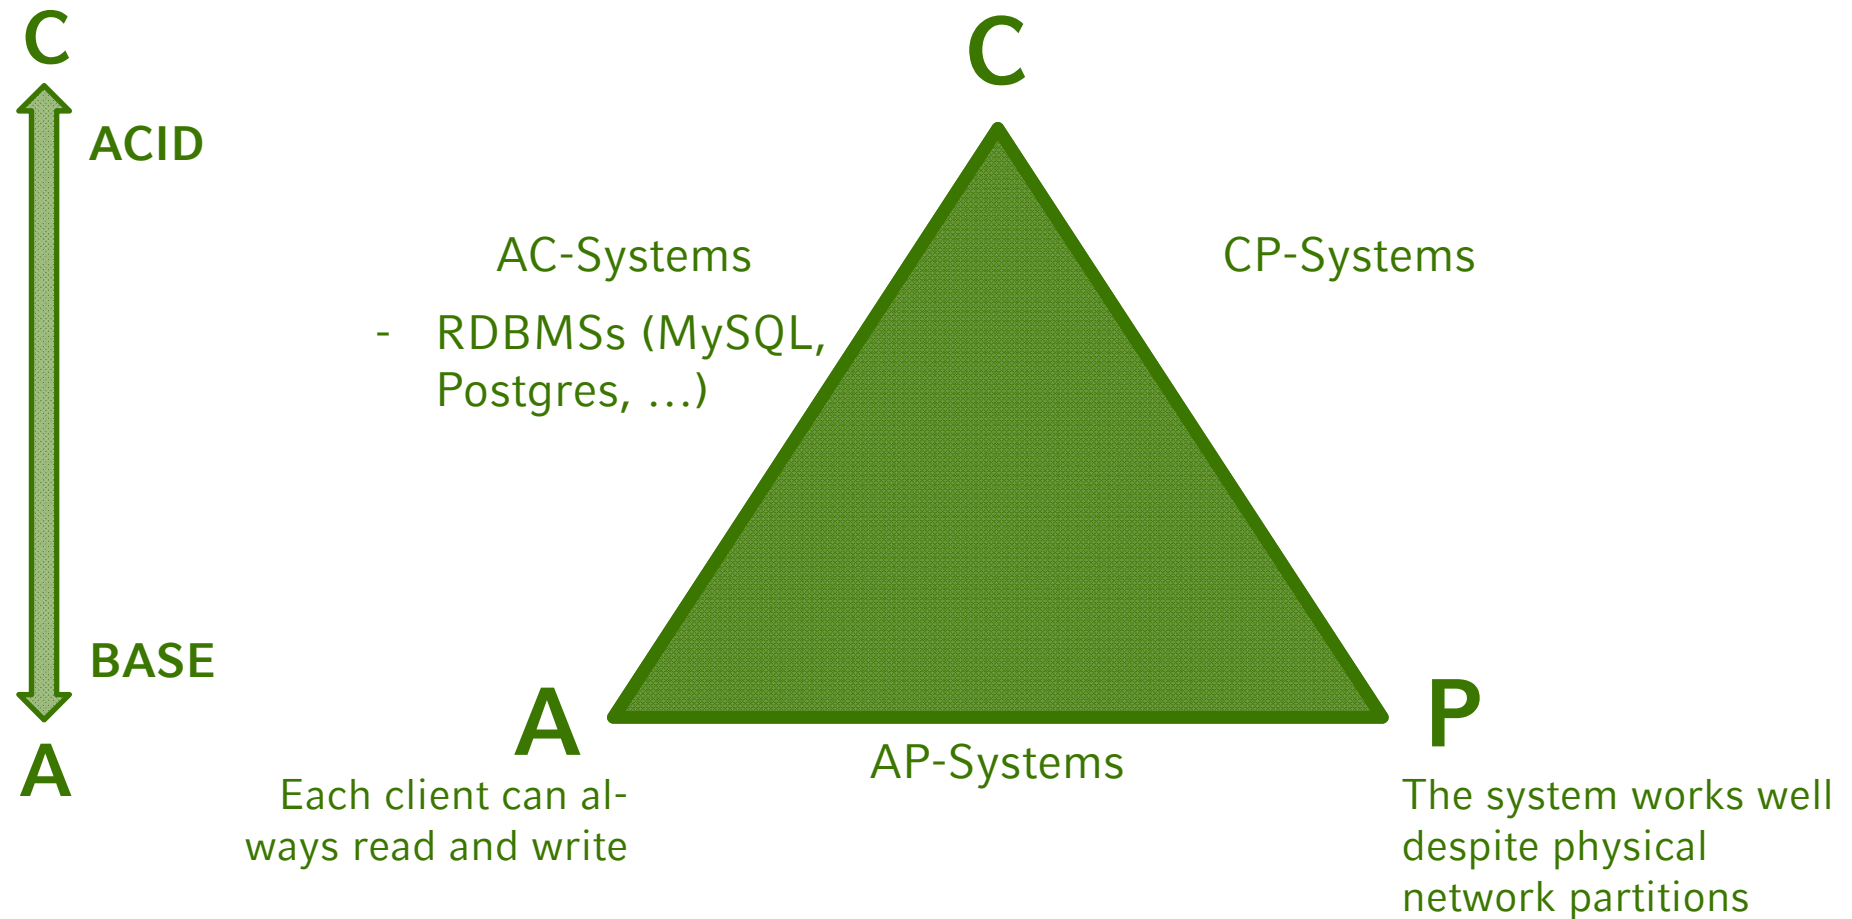 C
ACID
BASE
A
C
AC-Systems
- RDBMSs (MySQL,
Postgres, …)
CP-Systems
A
Each client can al-
ways read and write
AP-Systems
P
The system works well
despite physical
network partitions